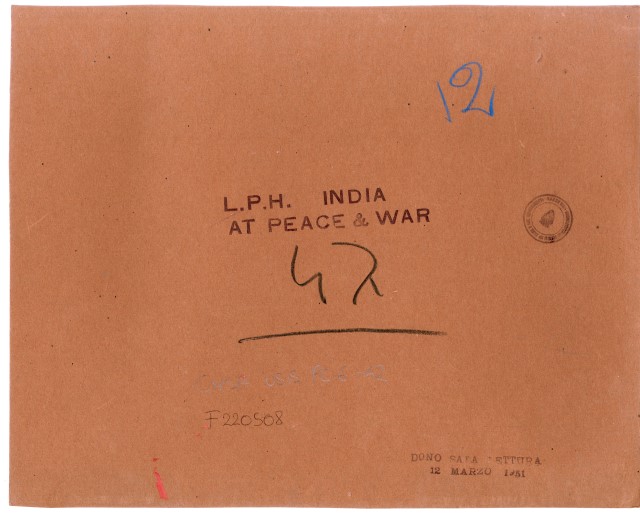 12
L.P.H. INDIA
AT PEACE & WAR
42
F220508
DONO SALA LETTURA
12 MARZO 1951